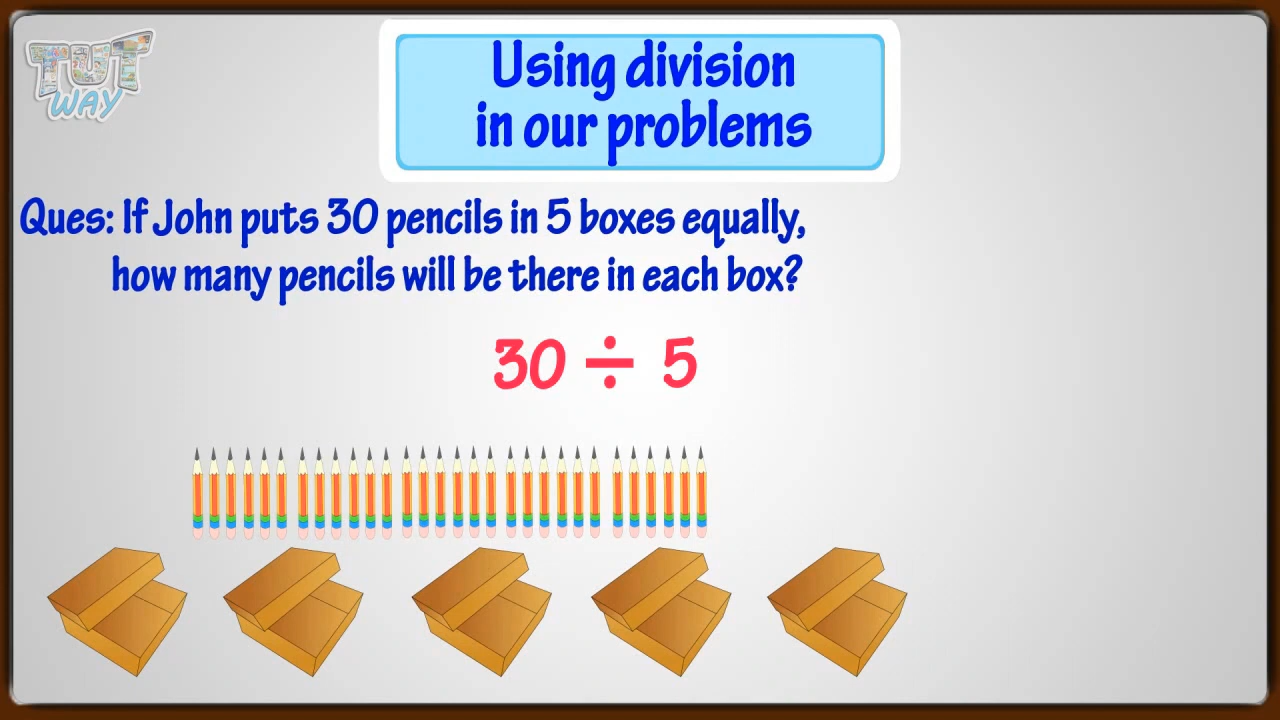 TUT
WAY
Using division
in our problems
Ques: If John puts 30 pencils in 5 boxes equally,
how many pencils will be there in each box?
30 ÷ 5